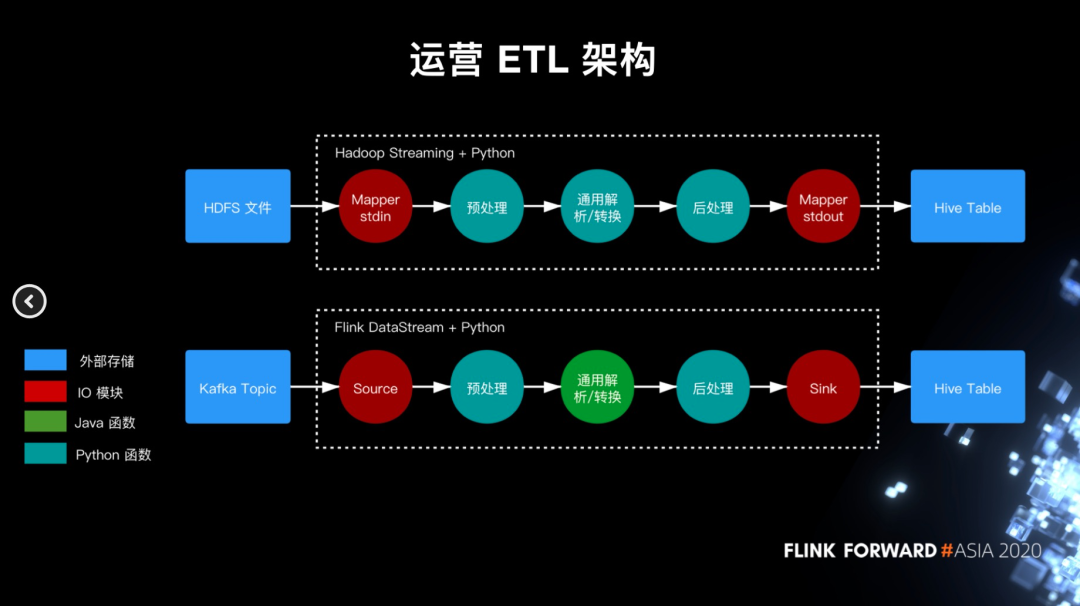 运营 ETL 架构
Hadoop Streaming + Python
HDFS 文件
Mapper
stdin
预处理
通用解
析/转换
后处理
Mapper
stdout
Hive Table
Flink DataStream + Python
Kafka Topic
Source
预处理
通用解
析/转换
后处理
Sink
Hive Table
外部存储
IO 模块
Java 函数
Python 函数
FLINK FORWARD #ASIA 2020